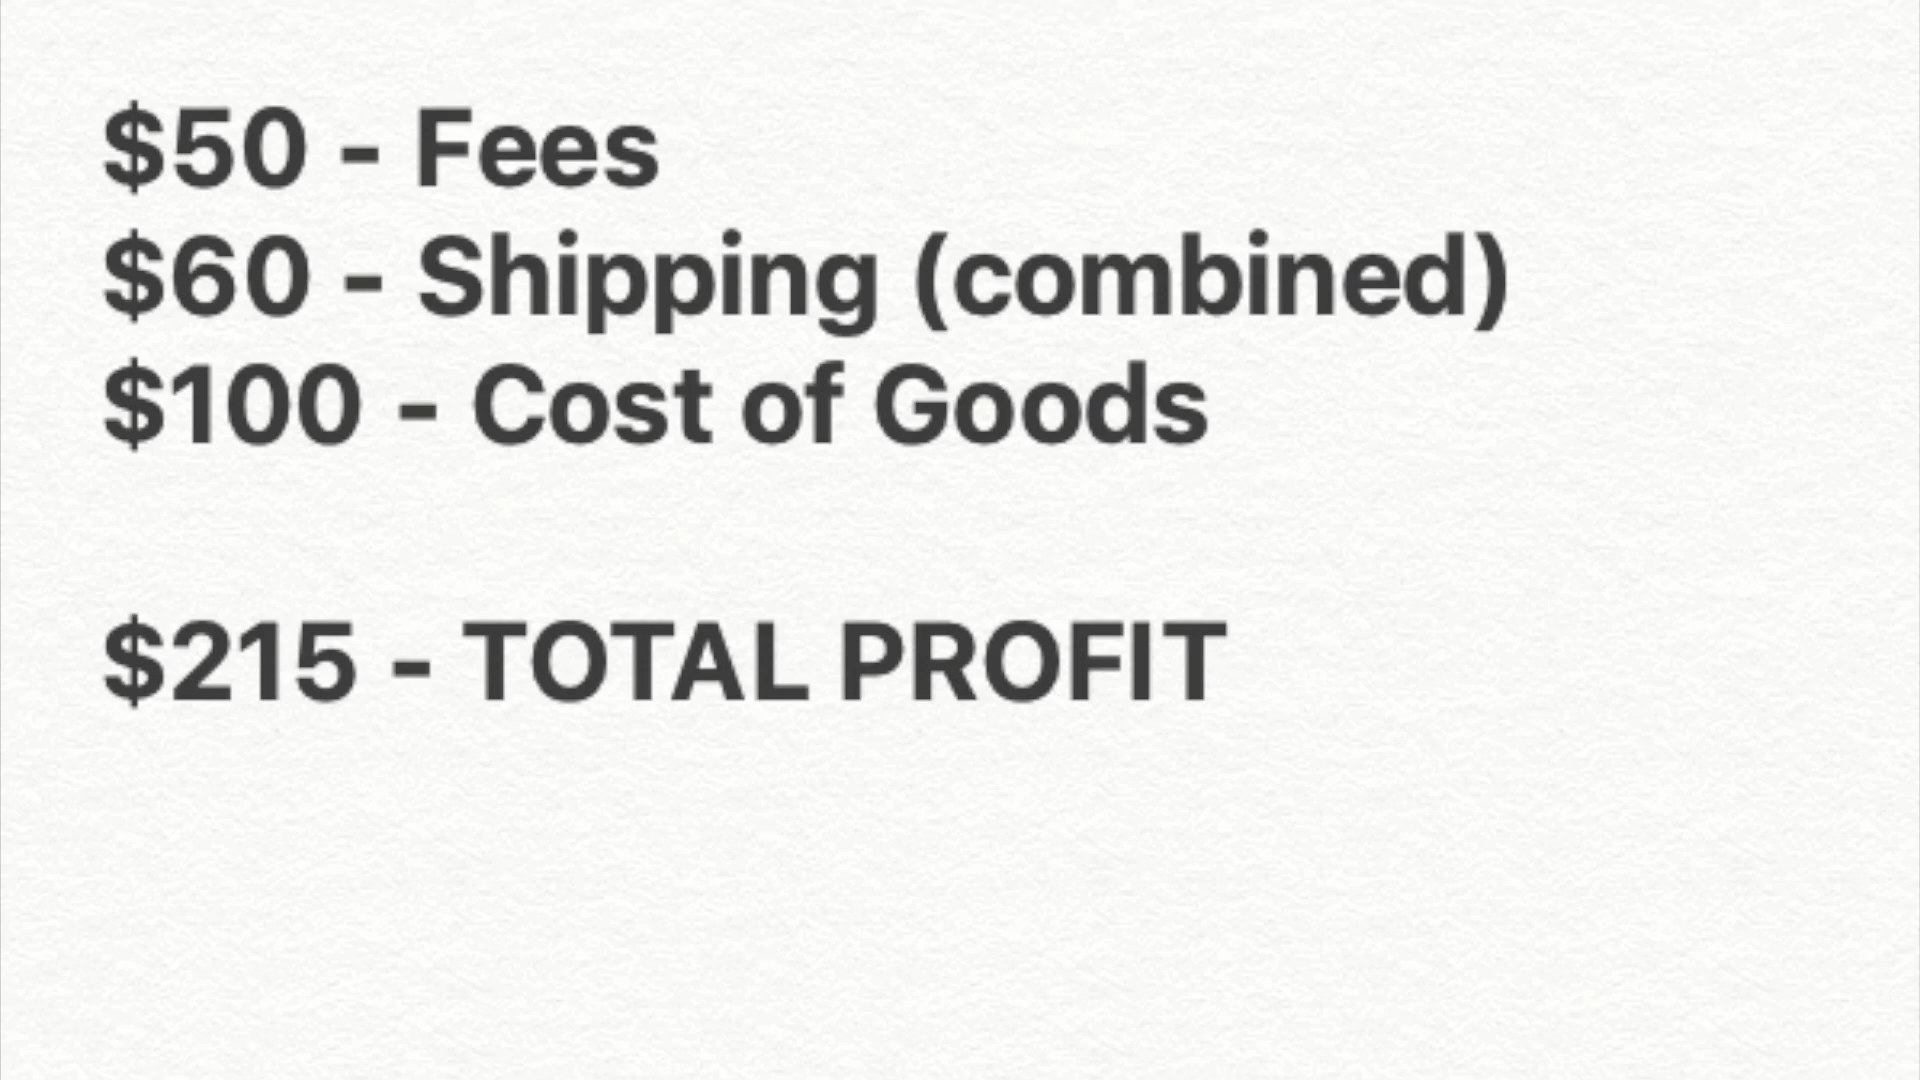 $50 - Fees
$60 - Shipping (combined)
$100 - Cost of Goods
$215 - TOTAL PROFIT